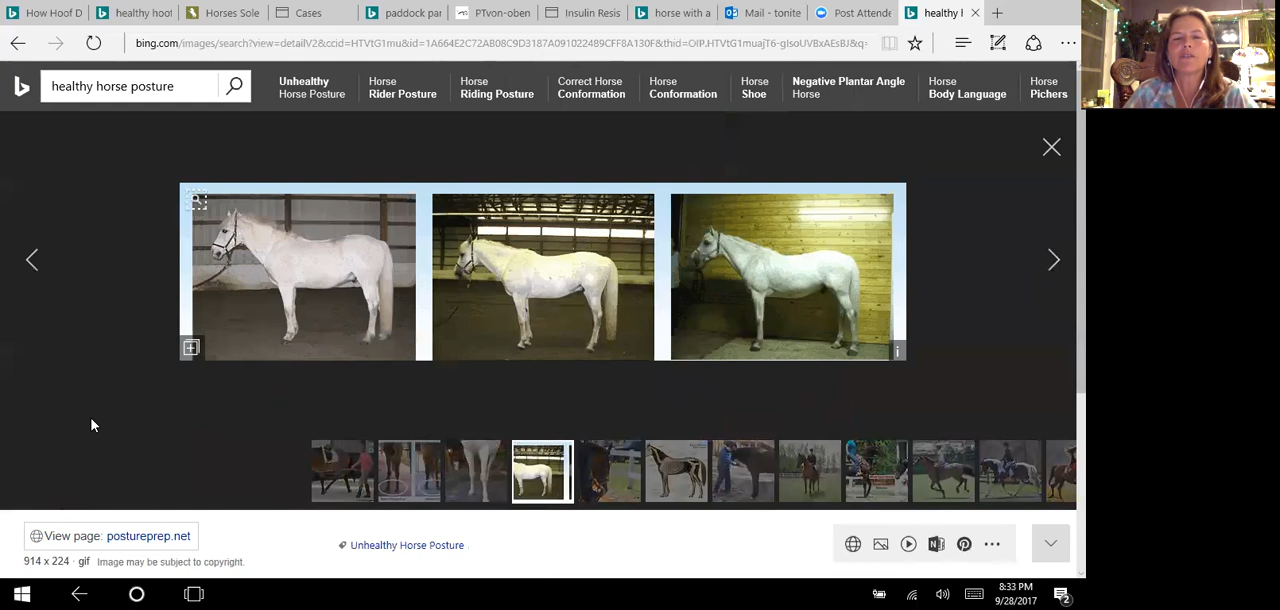 How Hoof D
healthy hoof
Horses Sole
Cases
paddock par
PTvon-oben
Insulin Resis
horse with a
Mail - tonite
Post Attende
healthy h
bing.com/images/search?view=detailV2&ccid=HTVtG1mu&id=1A664E2C72AB08C9D3187A091022489CFF8A130F&thid=OIP.HTVtG1muajT6-gIsoUVBxAEsBJ&q=
healthy horse posture
Unhealthy
Horse Posture
Horse
Rider Posture
Horse
Riding Posture
Correct Horse
Conformation
Horse
Conformation
Horse
Shoe
Negative Plantar Angle
Horse
Horse
Body Language
Horse
Pichers
View page: postureprep.net
914 x 224 · gif Image may be subject to copyright.
Unhealthy Horse Posture
8:33 PM
9/28/2017
2